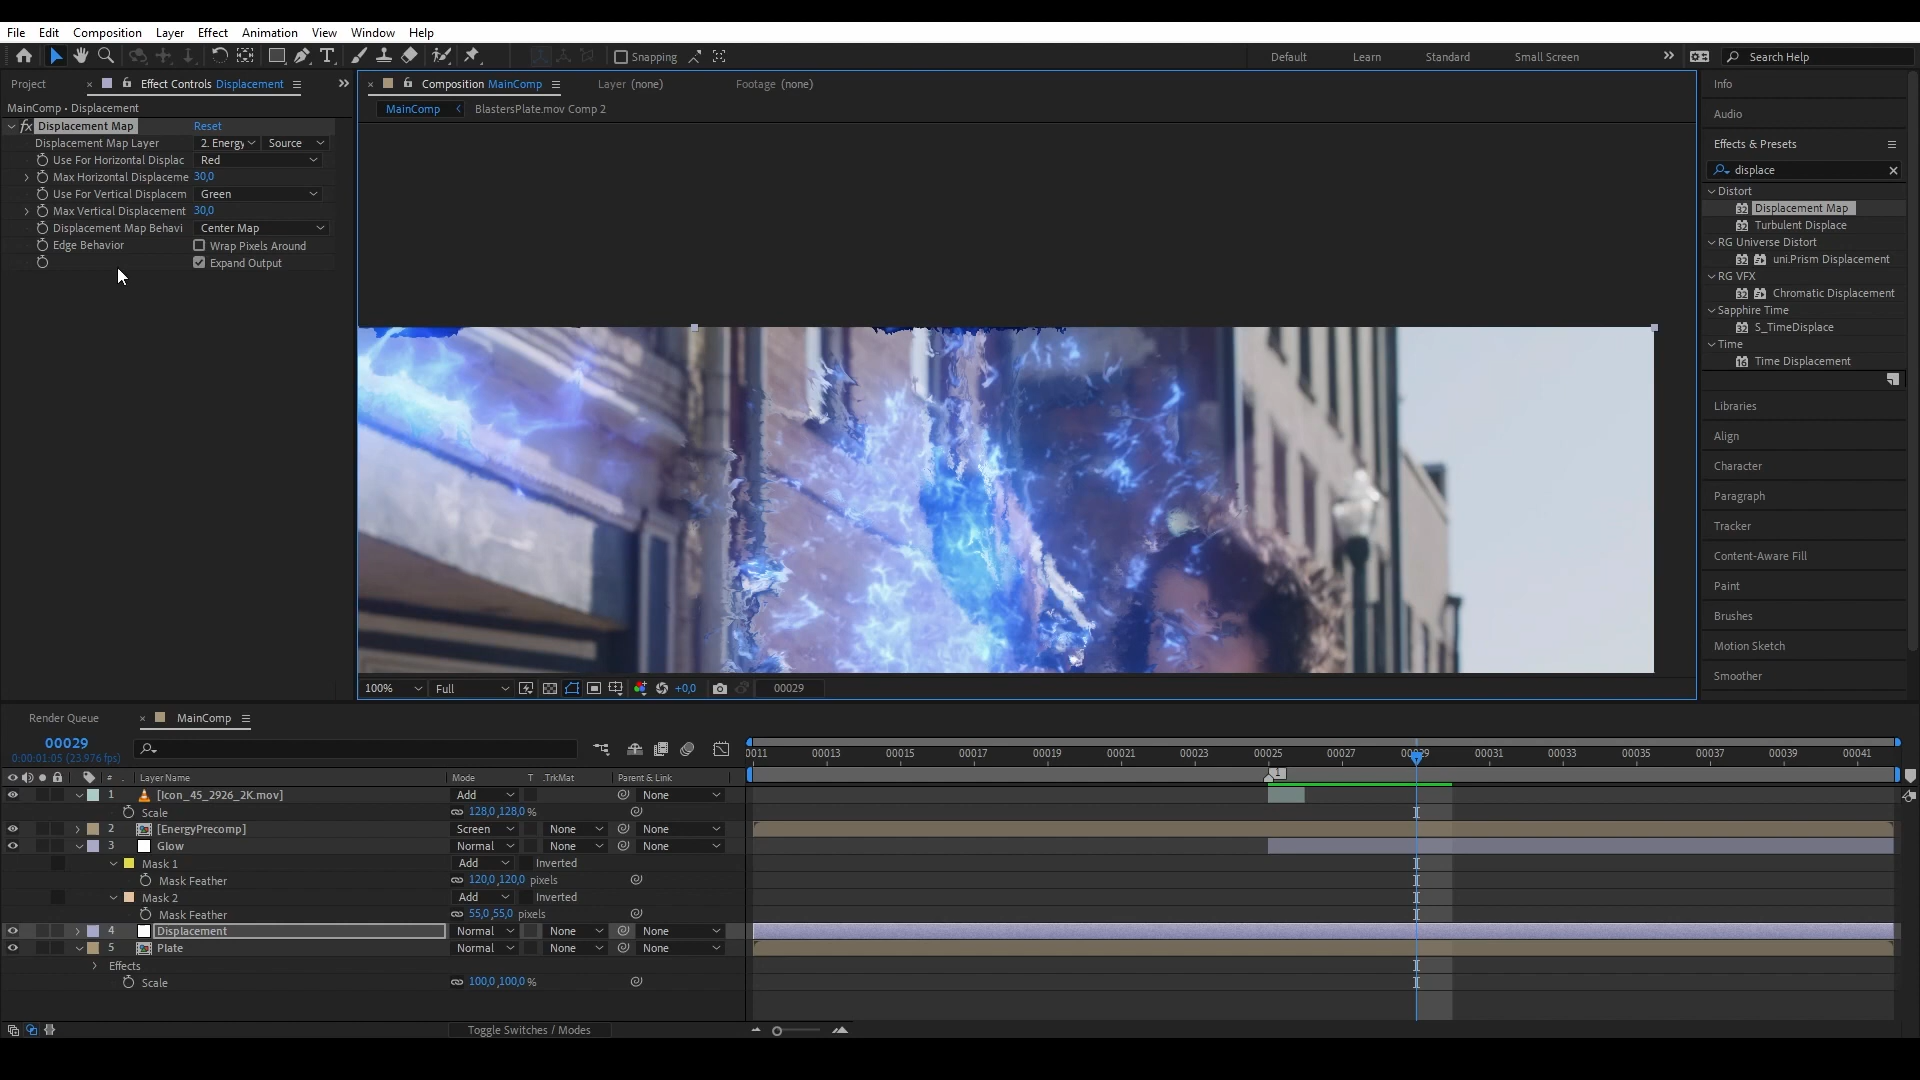 File Edit Composition Layer Effect Animation View Window Help
Snapping Default Learn Standard Small Screen Search Help
Project Effect Controls Displacement
Composition MainComp Layer (none) Footage (none)
MainComp • Displacement
MainComp BlastersPlate.mov Comp 2
fx Displacement Map Reset
Displacement Map Layer 2. Energy Source
Use For Horizontal Displac Red
Max Horizontal Displaceme 30,0
Use For Vertical Displacem Green
Max Vertical Displacement 30,0
Displacement Map Behavi Center Map
Edge Behavior Wrap Pixels Around
Expand Output
Info
Audio
Effects & Presets
displace
Distort
32 Displacement Map
32 Turbulent Displace
RG Universe Distort
32 uni.Prism Displacement
RG VFX
32 Chromatic Displacement
Sapphire Time
32 S_TimeDisplace
Time
16 Time Displacement
Libraries
Align
Character
Paragraph
Tracker
Content-Aware Fill
Paint
Brushes
Motion Sketch
Smoother
100% Full +0,0 00029
Render Queue MainComp
00029
0:00:01:05 (23.976 fps)
0011 00013 00015 00017 00019 00021 00023 00025 00027 00029 00031 00033 00035 00037 00039 00041
# Layer Name Mode T .TrkMat Parent & Link
1
1 [Icon_45_2926_2K.mov] Add None
Scale 128,0,128,0%
2 [EnergyPrecomp] Screen None None
3 Glow Normal None None
Mask 1 Add Inverted
Mask Feather 120,0,120,0 pixels
Mask 2 Add Inverted
Mask Feather 55,0,55,0 pixels
4 Displacement Normal None None
5 Plate Normal None None
Effects
Scale 100,0,100,0%
Toggle Switches / Modes